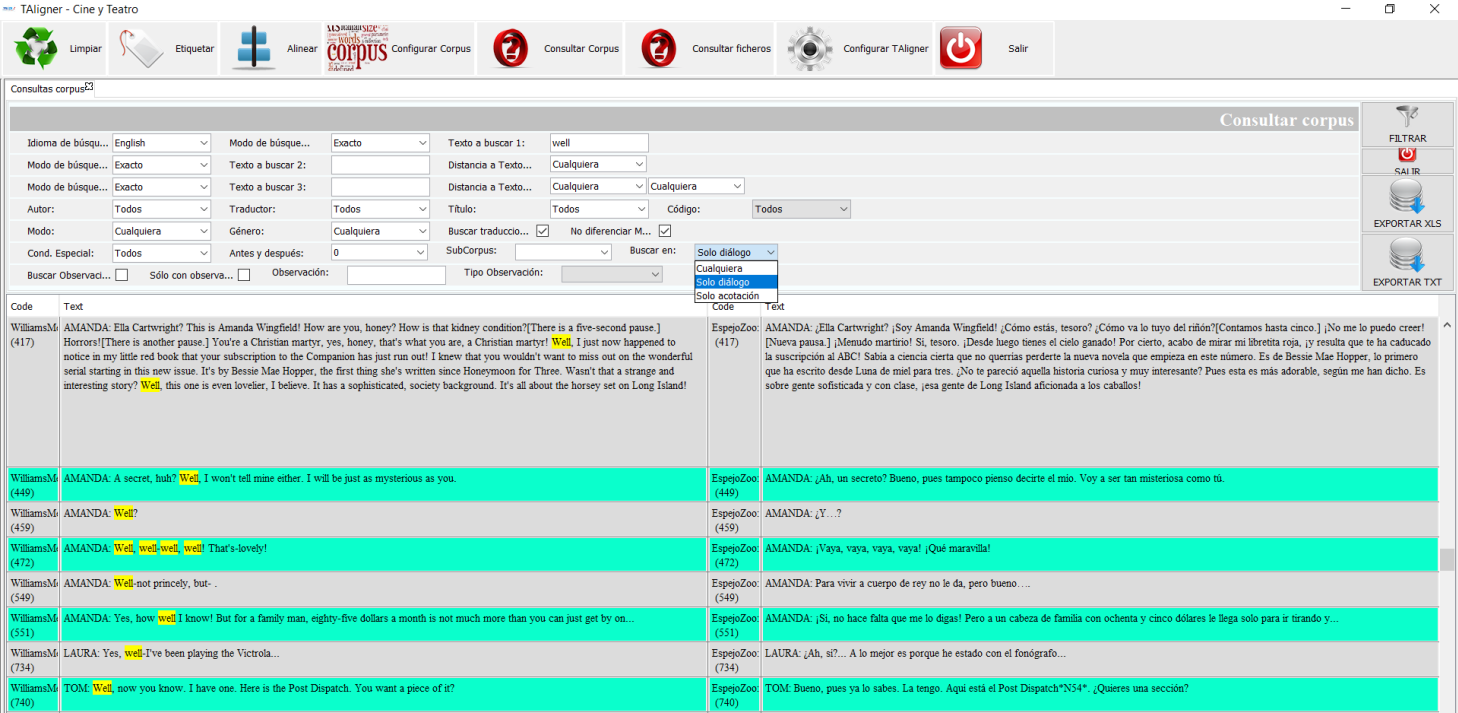 TAligner - Cine y Teatro
Limpiar Etiquetar Alinear corpus Configurar Corpus Consultar Corpus Consultar ficheros Configurar TAligner Salir
Consultas corpus
Consultar corpus
FILTRAR
SALIR
EXPORTAR XLS
EXPORTAR TXT
Idioma de búsqu... English Modo de búsque... Exacto Texto a buscar 1: well
Modo de búsque... Exacto Texto a buscar 2: Distancia a Texto... Cualquiera
Modo de búsque... Exacto Texto a buscar 3: Distancia a Texto... Cualquiera Cualquiera
Autor: Todos Traductor: Todos Título: Todos Código: Todos
Modo: Cualquiera Género: Cualquiera Buscar traduccio... No diferenciar M...
Cond. Especial: Todos Antes y después: 0 SubCorpus: Buscar en: Solo diálogo
Buscar Observaci... Sólo con observa... Observación: Tipo Observación:
Cualquiera
Solo diálogo
Solo acotación
Code Text Code Text
WilliamsM
(417)
AMANDA: Ella Cartwright? This is Amanda Wingfield! How are you, honey? How is that kidney condition?[There is a five-second pause.]
Horrors![There is another pause.] You're a Christian martyr, yes, honey, that's what you are, a Christian martyr! Well, I just now happened to
notice in my little red book that your subscription to the Companion has just run out! I knew that you wouldn't want to miss out on the wonderful
serial starting in this new issue. It's by Bessie Mae Hopper, the first thing she's written since Honeymoon for Three. Wasn't that a strange and
interesting story? Well, this one is even lovelier, I believe. It has a sophisticated, society background. It's all about the horsey set on Long Island!
EspejoZoo:
(417)
AMANDA: ¿Ella Cartwright? ¡Soy Amanda Wingfield! ¿Cómo estás, tesoro? ¿Cómo va lo tuyo del riñón?[Contamos hasta cinco.] ¡No me lo puedo creer!
[Nueva pausa.] ¡Menudo martirio! Si, tesoro. ¡Desde luego tienes el cielo ganado! Por cierto, acabo de mirar mi libretita roja, ¡y resulta que te ha caducado
la suscripción al ABC! Sabía a ciencia cierta que no querrías perderte la nueva novela que empieza en este número. Es de Bessie Mae Hopper, lo primero
que ha escrito desde Luna de miel para tres. ¿No te pareció aquella historia curiosa y muy interesante? Pues esta es más adorable, según me han dicho. Es
sobre gente sofisticada y con clase, ¡esa gente de Long Island aficionada a los caballos!
WilliamsM AMANDA: A secret, huh? Well, I won't tell mine either. I will be just as mysterious as you. EspejoZoo: AMANDA: ¿Ah, un secreto? Bueno, pues tampoco pienso decirte el mío. Voy a ser tan misteriosa como tú.
(449) (449)
WilliamsM AMANDA: Well? EspejoZoo: AMANDA: ¿Y…?
(459) (459)
WilliamsM AMANDA: Well, well-well, well! That's-lovely! EspejoZoo: AMANDA: ¡Vaya, vaya, vaya, vaya! ¡Qué maravilla!
(472) (472)
WilliamsM AMANDA: Well-not princely, but- . EspejoZoo: AMANDA: Para vivir a cuerpo de rey no le da, pero bueno….
(549) (549)
WilliamsM AMANDA: Yes, how well I know! But for a family man, eighty-five dollars a month is not much more than you can just get by on... EspejoZoo: AMANDA: ¡Si, no hace falta que me lo digas! Pero a un cabeza de familia con ochenta y cinco dólares le llega solo para ir tirando y...
(551) (551)
WilliamsM LAURA: Yes, well-I've been playing the Victrola... EspejoZoo: LAURA: ¿Ah, si?... A lo mejor es porque he estado con el fonógrafo...
(734) (734)
WilliamsM TOM: Well, now you know. I have one. Here is the Post Dispatch. You want a piece of it? EspejoZoo: TOM: Bueno, pues ya lo sabes. La tengo. Aqui está el Post Dispatch*N54*. ¿Quieres una sección?
(740) (740)